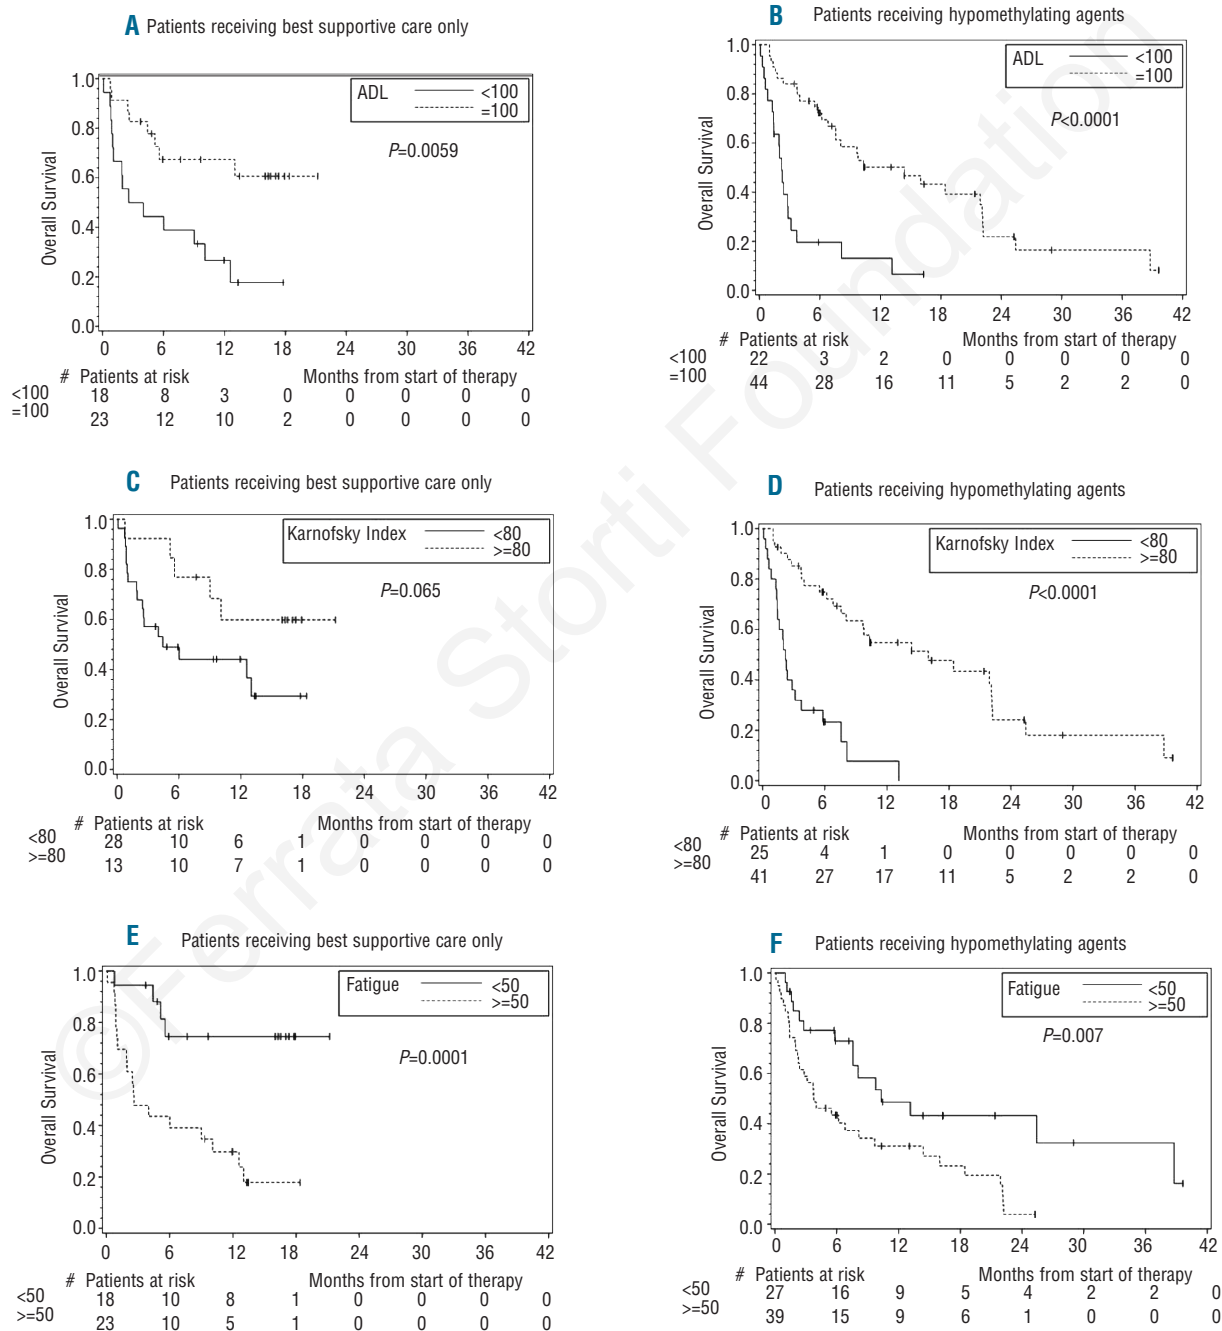 A Patients receiving best supportive care only
ADL <100
=100
P=0.0059
Overall Survival
1.0
0.8
0.6
0.4
0.2
0.0
0 6 12 18 24 30 36 42
# Patients at risk Months from start of therapy
<100 18 8 3 0 0 0 0 0
=100 23 12 10 2 0 0 0 0
B Patients receiving hypomethylating agents
ADL <100
=100
P<0.0001
Overall Survival
1.0
0.8
0.6
0.4
0.2
0.0
0 6 12 18 24 30 36 42
# Patients at risk Months from start of therapy
<100 22 3 2 0 0 0 0 0
=100 44 28 16 11 5 2 2 0
C Patients receiving best supportive care only
Karnofsky Index <80
>=80
P=0.065
Overall Survival
1.0
0.8
0.6
0.4
0.2
0.0
0 6 12 18 24 30 36 42
# Patients at risk Months from start of therapy
<80 28 10 6 1 0 0 0 0
>=80 13 10 7 1 0 0 0 0
D Patients receiving hypomethylating agents
Karnofsky Index <80
>=80
P<0.0001
Overall Survival
1.0
0.8
0.6
0.4
0.2
0.0
0 6 12 18 24 30 36 42
# Patients at risk Months from start of therapy
<80 25 4 1 0 0 0 0 0
>=80 41 27 17 11 5 2 2 0
E Patients receiving best supportive care only
Fatigue <50
>=50
P=0.0001
Overall Survival
1.0
0.8
0.6
0.4
0.2
0.0
0 6 12 18 24 30 36 42
# Patients at risk Months from start of therapy
<50 18 10 8 1 0 0 0 0
>=50 23 10 5 1 0 0 0 0
F Patients receiving hypomethylating agents
Fatigue <50
>=50
P=0.007
Overall Survival
1.0
0.8
0.6
0.4
0.2
0.0
0 6 12 18 24 30 36 42
# Patients at risk Months from start of therapy
<50 27 16 9 5 4 2 2 0
>=50 39 15 9 6 1 0 0 0
©Ferrata Storti Foundation